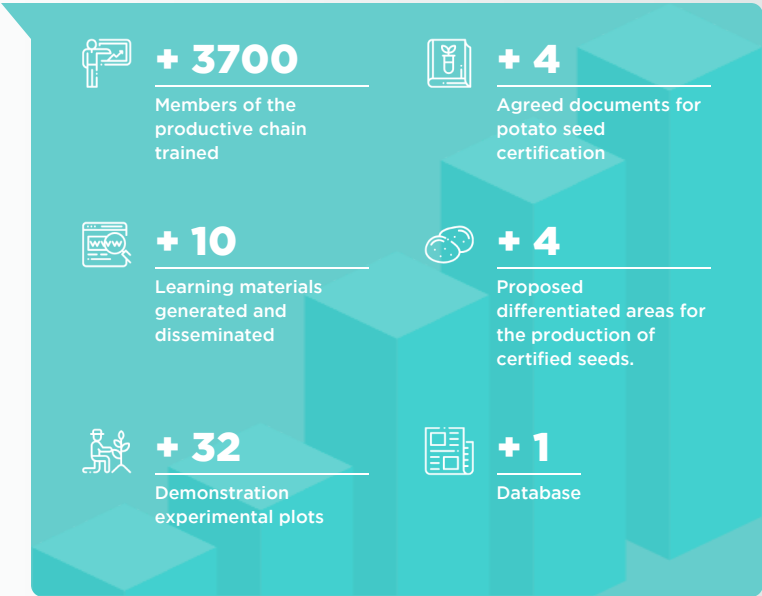 + 3700
Members of the
productive chain
trained
+ 4
Agreed documents for
potato seed
certification
www
+ 10
Learning materials
generated and
disseminated
+ 4
Proposed
differentiated areas for
the production of
certified seeds.
+ 32
Demonstration
experimental plots
+ 1
Database